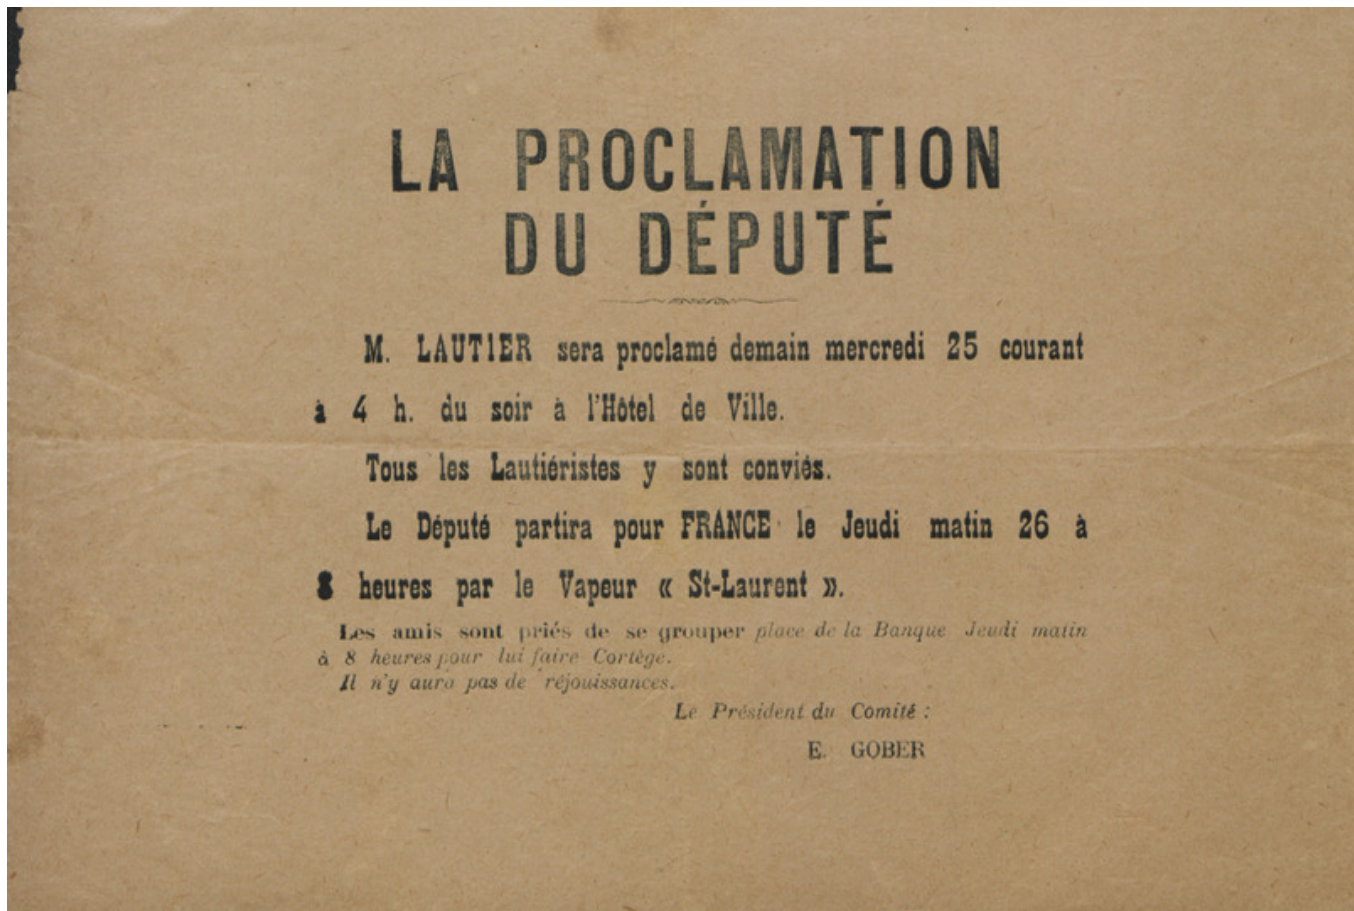 LA PROCLAMATION
DU DÉPUTÉ
M. LAUTIER sera proclamé demain mercredi 25 courant
à 4 h. du soir à l'Hôtel de Ville.
Tous les Lautiéristes y sont conviés.
Le Député partira pour FRANCE le Jeudi matin 26 à
8 heures par le Vapeur « St-Laurent ».
Les amis sont priés de se grouper place de la Banque Jeudi matin
à 8 heures pour lui faire Cortège.
Il n'y aura pas de réjouissances.
Le Président du Comité :
E. GOBER